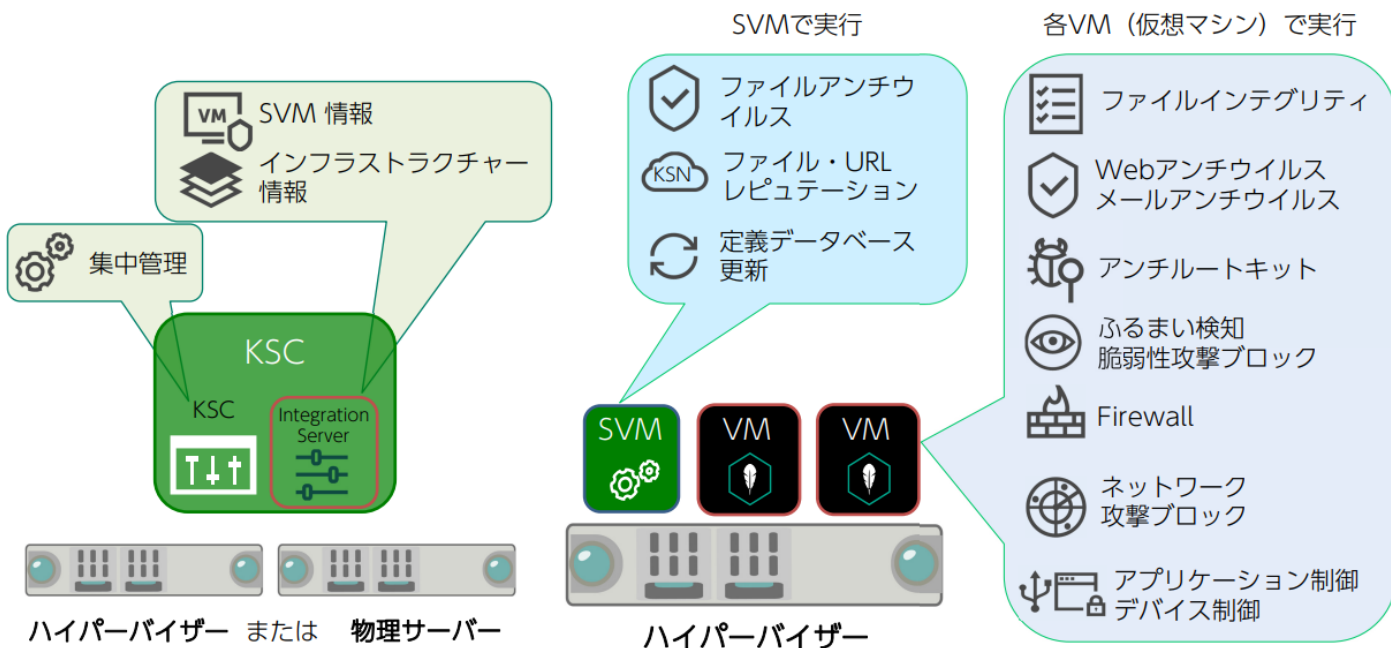 SVMで実行
各VM（仮想マシン）で実行
VM
SVM 情報
インフラストラクチャー
情報
集中管理
KSC
KSC
Integration
Server
ファイルアンチウ
イルス
KSN
ファイル・URL
レピュテーション
定義データベース
更新
SVM
VM
VM
ファイルインテグリティ
Webアンチウイルス
メールアンチウイルス
アンチルートキット
ふるまい検知
脆弱性攻撃ブロック
Firewall
ネットワーク
攻撃ブロック
アプリケーション制御
デバイス制御
ハイパーバイザー または 物理サーバー
ハイパーバイザー